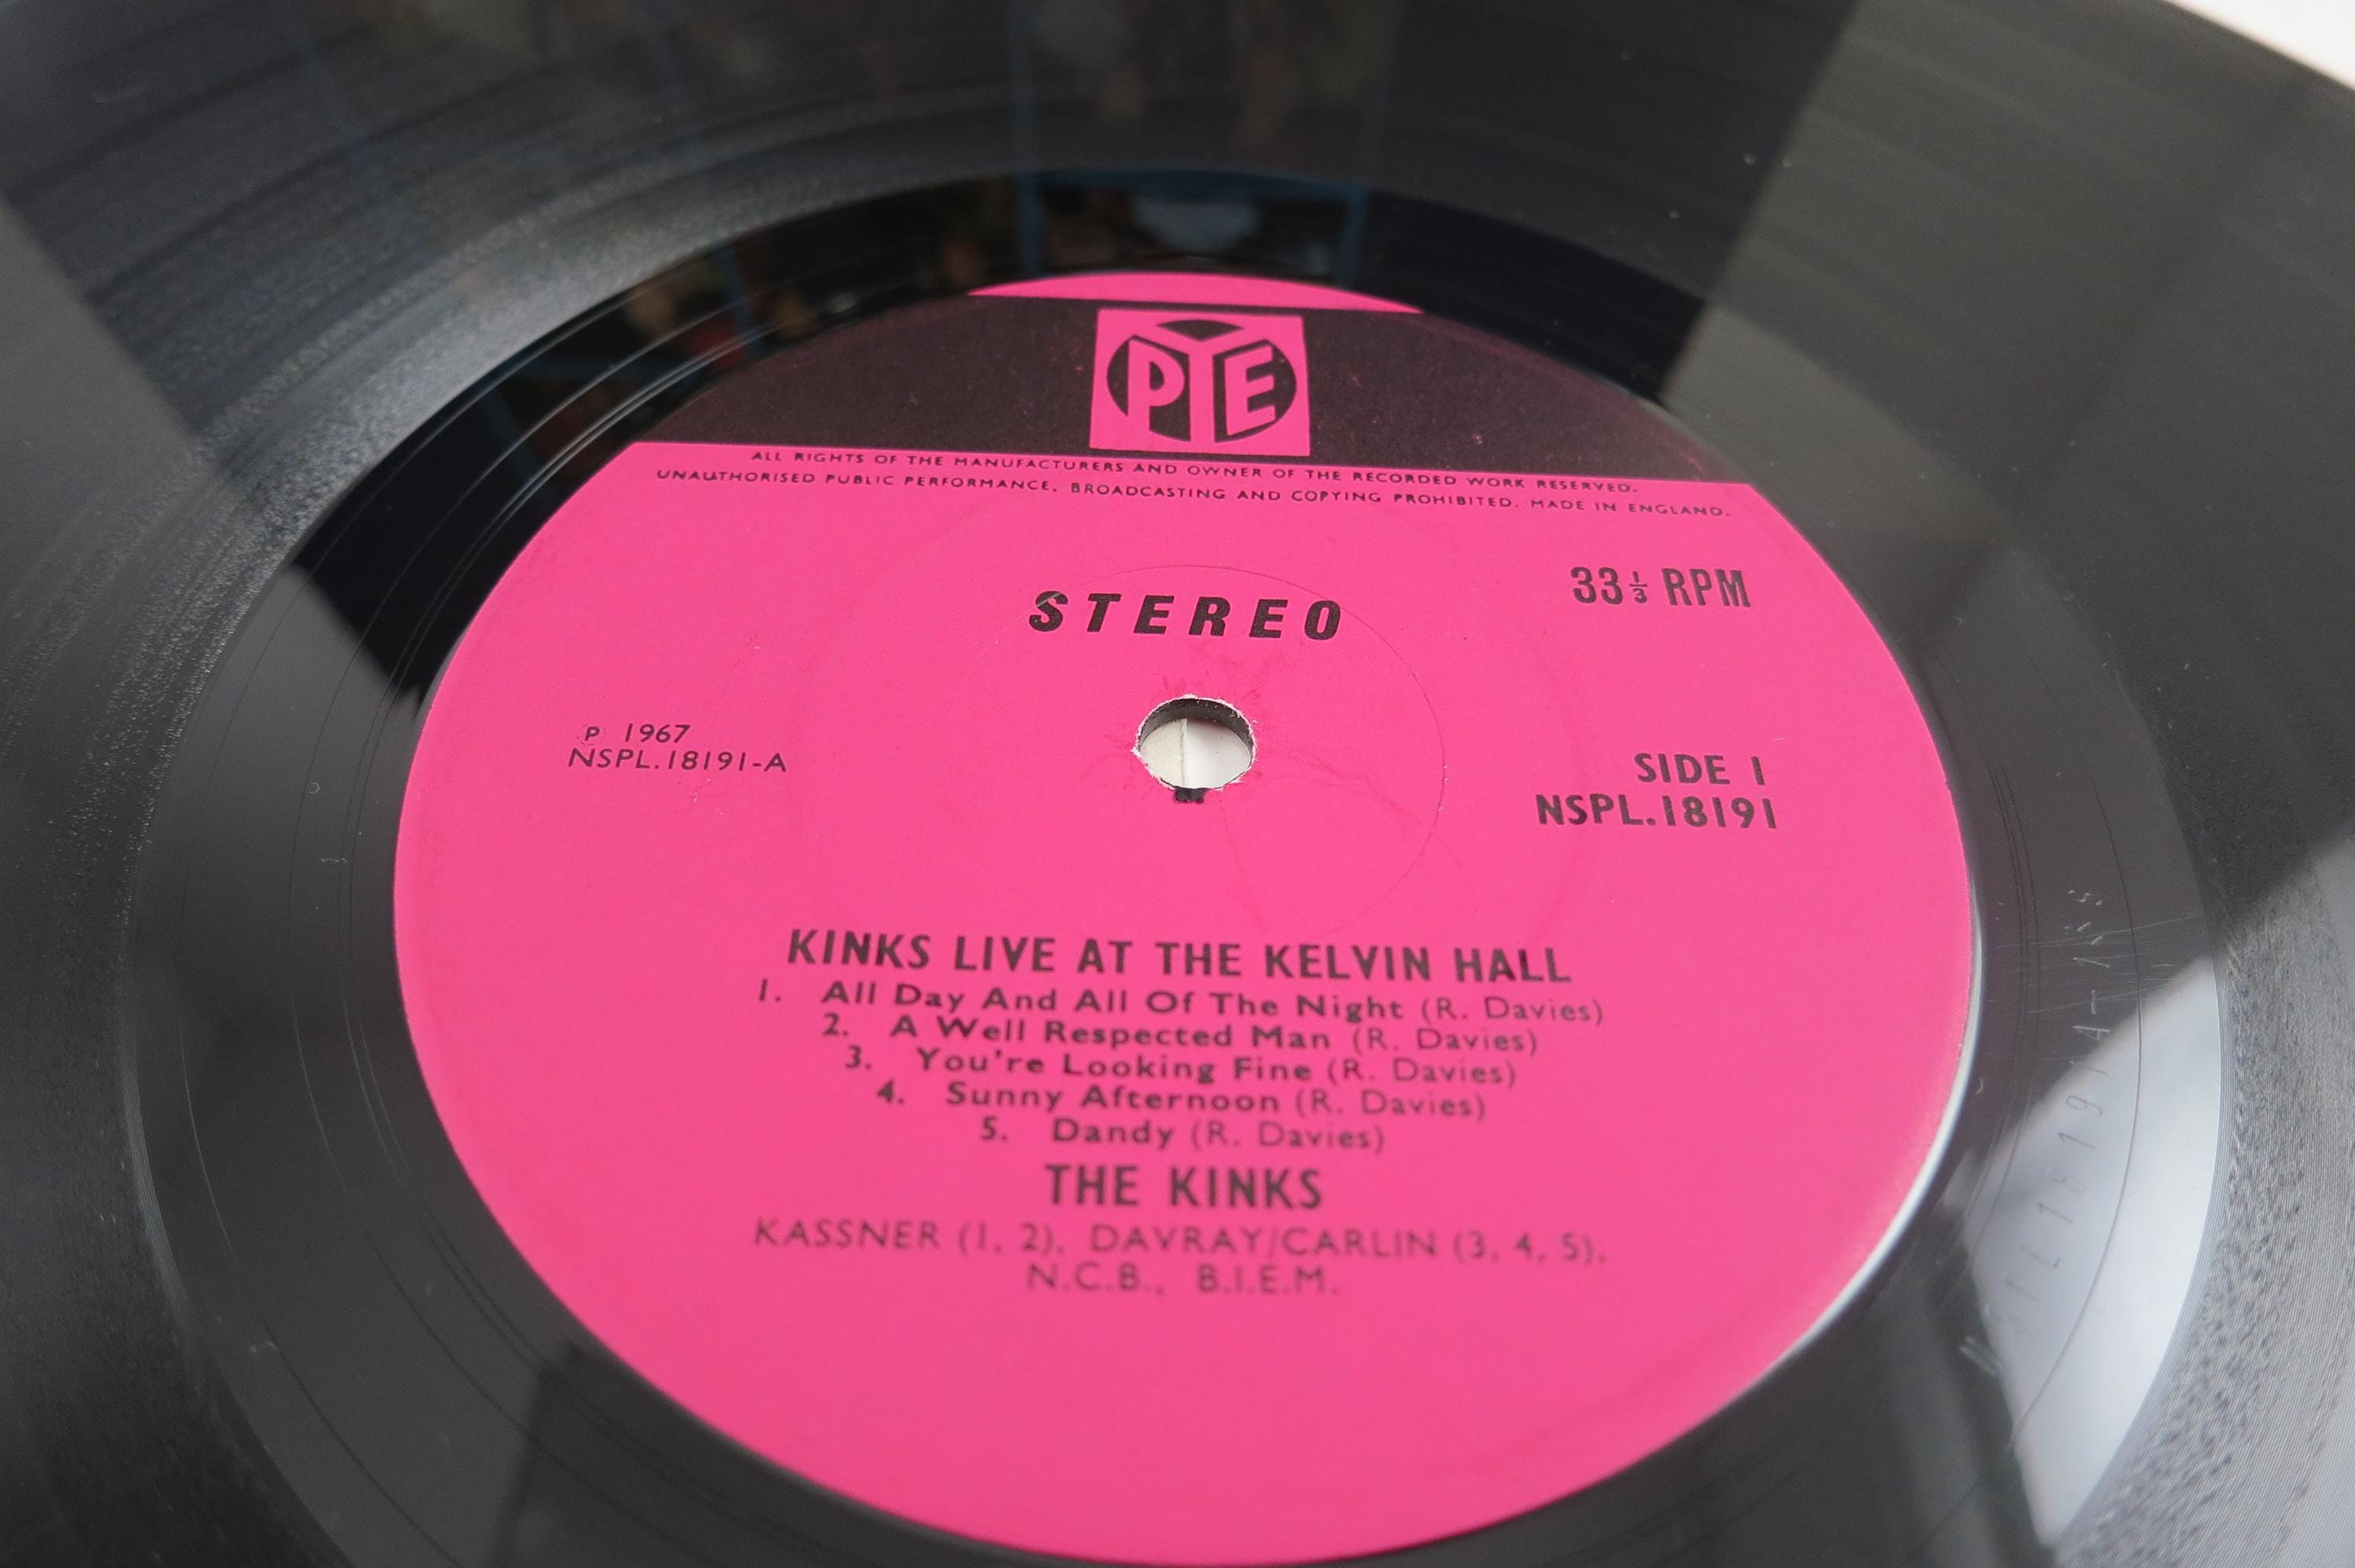 PYE
ALL RIGHTS OF THE MANUFACTURERS AND OWNER OF THE RECORDED WORK RESERVED.
UNAUTHORISED PUBLIC PERFORMANCE, BROADCASTING AND COPYING PROHIBITED. MADE IN ENGLAND.
STEREO
33⅓ RPM
Ⓟ 1967
NSPL.18191-A
SIDE 1
NSPL.18191
KINKS LIVE AT THE KELVIN HALL
1. All Day And All Of The Night (R. Davies)
2. A Well Respected Man (R. Davies)
3. You're Looking Fine (R. Davies)
4. Sunny Afternoon (R. Davies)
5. Dandy (R. Davies)
THE KINKS
KASSNER (1, 2), DAVRAY/CARLIN (3, 4, 5),
N.C.B., B.I.E.M.